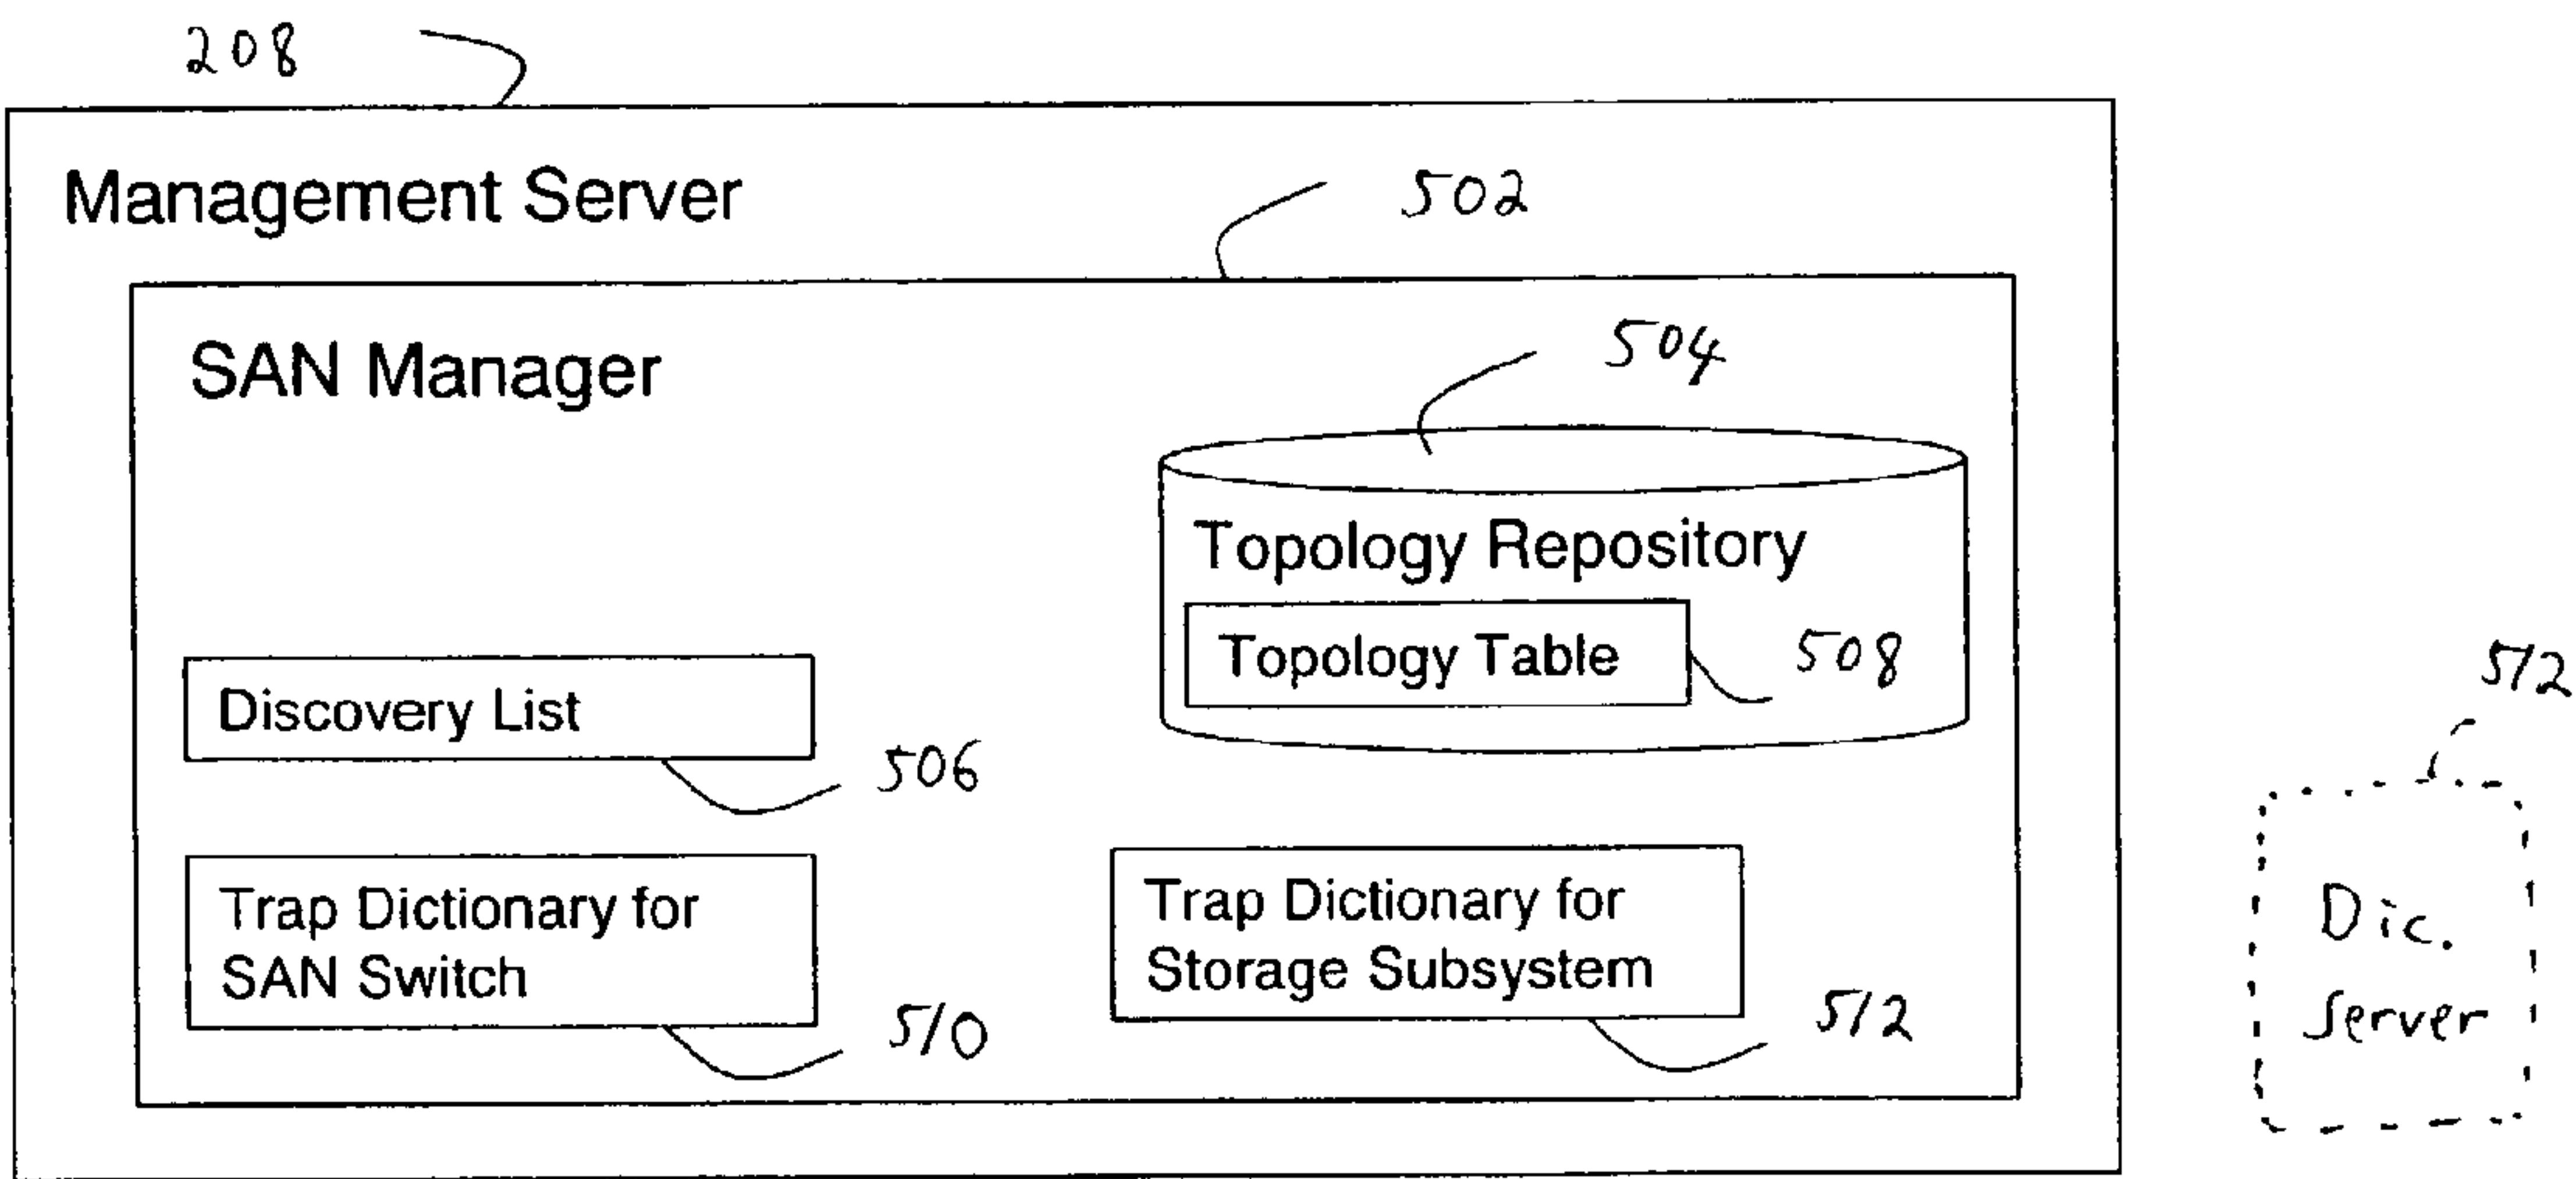 208
Management Server
502
SAN Manager
504
Topology Repository
Topology Table
508
512
Discovery List
506
Trap Dictionary for
SAN Switch
510
Trap Dictionary for
Storage Subsystem
512
Dic.
Server